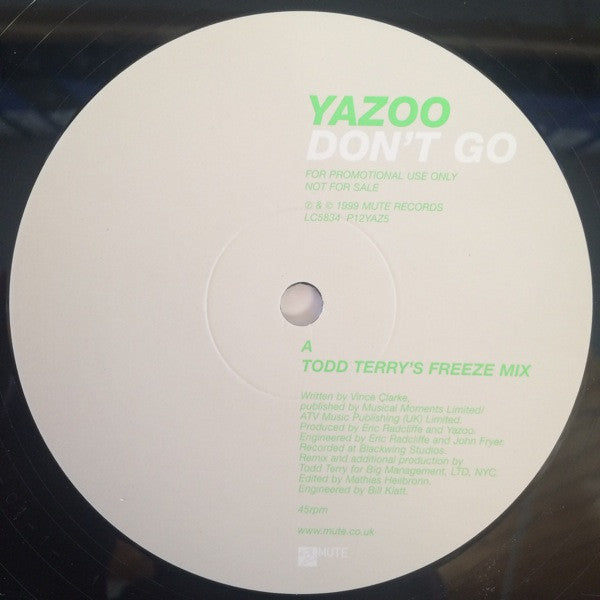 YAZOO
DON'T GO
FOR PROMOTIONAL USE ONLY
NOT FOR SALE
℗ & © 1999 MUTE RECORDS
LC5834 P12YAZ5
A
TODD TERRY'S FREEZE MIX
Written by Vince Clarke,
published by Musical Moments Limited/
ATV Music Publishing (UK) Limited.
Produced by Eric Radcliffe and Yazoo.
Engineered by Eric Radcliffe and John Fryer.
Recorded at Blackwing Studios.
Remix and additional production by
Todd Terry for Big Management, LTD, NYC.
Edited by Mathias Heilbronn.
Engineered by Bill Klatt.
45rpm
www.mute.co.uk
MUTE